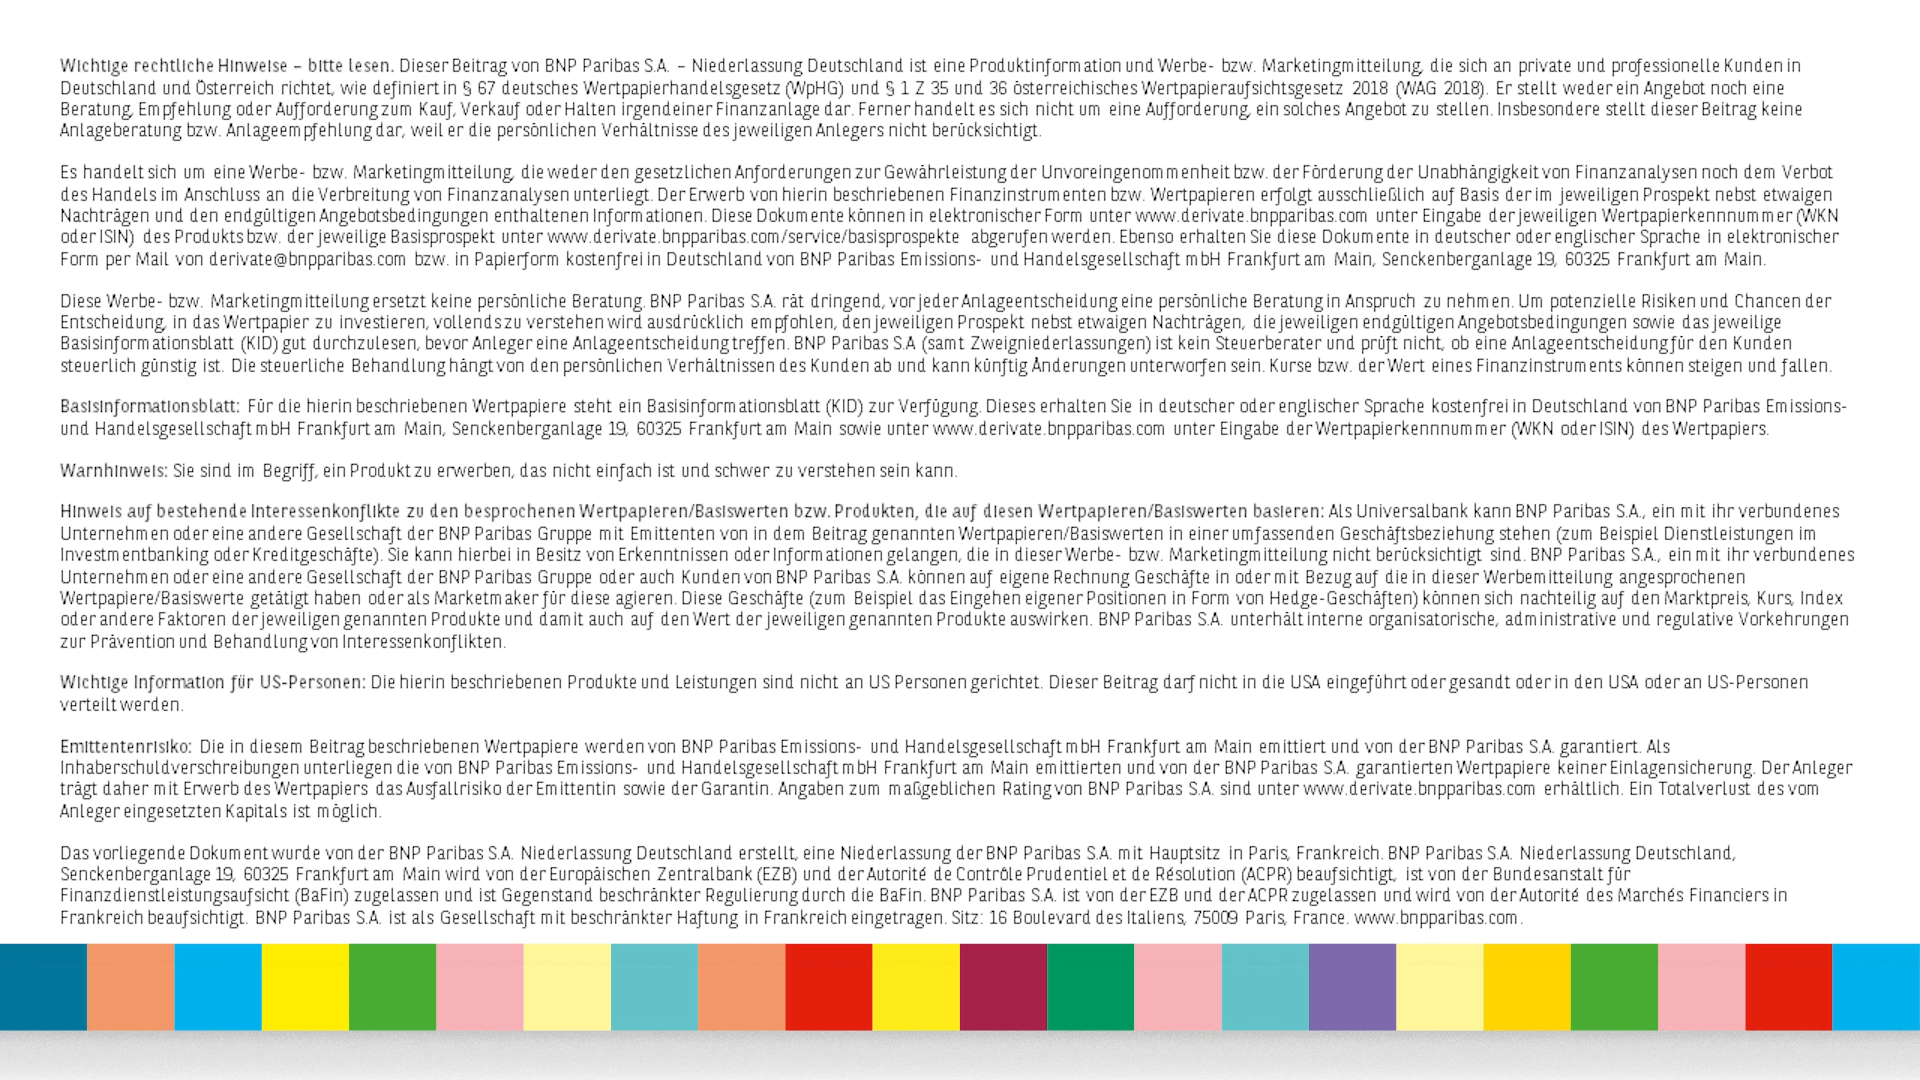 Wichtige rechtliche Hinweise – bitte lesen. Dieser Beitrag von BNP Paribas S.A. – Niederlassung Deutschland ist eine Produktinformation und Werbe- bzw. Marketingmitteilung, die sich an private und professionelle Kunden in
Deutschland und Österreich richtet, wie definiert in § 67 deutsches Wertpapierhandelsgesetz (WpHG) und § 1 Z 35 und 36 österreichisches Wertpapieraufsichtsgesetz 2018 (WAG 2018). Er stellt weder ein Angebot noch eine
Beratung, Empfehlung oder Aufforderung zum Kauf, Verkauf oder Halten irgendeiner Finanzanlage dar. Ferner handelt es sich nicht um eine Aufforderung, ein solches Angebot zu stellen. Insbesondere stellt dieser Beitrag keine
Anlageberatung bzw. Anlageempfehlung dar, weil er die persönlichen Verhältnisse des jeweiligen Anlegers nicht berücksichtigt.
Es handelt sich um eine Werbe- bzw. Marketingmitteilung, die weder den gesetzlichen Anforderungen zur Gewährleistung der Unvoreingenommenheit bzw. der Förderung der Unabhängigkeit von Finanzanalysen noch dem Verbot
des Handels im Anschluss an die Verbreitung von Finanzanalysen unterliegt. Der Erwerb von hierin beschriebenen Finanzinstrumenten bzw. Wertpapieren erfolgt ausschließlich auf Basis der im jeweiligen Prospekt nebst etwaigen
Nachträgen und den endgültigen Angebotsbedingungen enthaltenen Informationen. Diese Dokumente können in elektronischer Form unter www.derivate.bnpparibas.com unter Eingabe der jeweiligen Wertpapierkennnummer (WKN
oder ISIN) des Produkts bzw. der jeweilige Basisprospekt unter www.derivate.bnpparibas.com/service/basisprospekte abgerufen werden. Ebenso erhalten Sie diese Dokumente in deutscher oder englischer Sprache in elektronischer
Form per Mail von derivate@bnpparibas.com bzw. in Papierform kostenfrei in Deutschland von BNP Paribas Emissions- und Handelsgesellschaft mbH Frankfurt am Main, Senckenberganlage 19, 60325 Frankfurt am Main.
Diese Werbe- bzw. Marketingmitteilung ersetzt keine persönliche Beratung. BNP Paribas S.A. rät dringend, vor jeder Anlageentscheidung eine persönliche Beratung in Anspruch zu nehmen. Um potenzielle Risiken und Chancen der
Entscheidung, in das Wertpapier zu investieren, vollends zu verstehen wird ausdrücklich empfohlen, den jeweiligen Prospekt nebst etwaigen Nachträgen, die jeweiligen endgültigen Angebotsbedingungen sowie das jeweilige
Basisinformationsblatt (KID) gut durchzulesen, bevor Anleger eine Anlageentscheidung treffen. BNP Paribas S.A (samt Zweigniederlassungen) ist kein Steuerberater und prüft nicht, ob eine Anlageentscheidung für den Kunden
steuerlich günstig ist. Die steuerliche Behandlung hängt von den persönlichen Verhältnissen des Kunden ab und kann künftig Änderungen unterworfen sein. Kurse bzw. der Wert eines Finanzinstruments können steigen und fallen.
Basisinformationsblatt: Für die hierin beschriebenen Wertpapiere steht ein Basisinformationsblatt (KID) zur Verfügung. Dieses erhalten Sie in deutscher oder englischer Sprache kostenfrei in Deutschland von BNP Paribas Emissions-
und Handelsgesellschaft mbH Frankfurt am Main, Senckenberganlage 19, 60325 Frankfurt am Main sowie unter www.derivate.bnpparibas.com unter Eingabe der Wertpapierkennnummer (WKN oder ISIN) des Wertpapiers.
Warnhinweis: Sie sind im Begriff, ein Produkt zu erwerben, das nicht einfach ist und schwer zu verstehen sein kann.
Hinweis auf bestehende Interessenkonflikte zu den besprochenen Wertpapieren/Basiswerten bzw. Produkten, die auf diesen Wertpapieren/Basiswerten basieren: Als Universalbank kann BNP Paribas S.A., ein mit ihr verbundenes
Unternehmen oder eine andere Gesellschaft der BNP Paribas Gruppe mit Emittenten von in dem Beitrag genannten Wertpapieren/Basiswerten in einer umfassenden Geschäftsbeziehung stehen (zum Beispiel Dienstleistungen im
Investmentbanking oder Kreditgeschäfte). Sie kann hierbei in Besitz von Erkenntnissen oder Informationen gelangen, die in dieser Werbe- bzw. Marketingmitteilung nicht berücksichtigt sind. BNP Paribas S.A., ein mit ihr verbundenes
Unternehmen oder eine andere Gesellschaft der BNP Paribas Gruppe oder auch Kunden von BNP Paribas S.A. können auf eigene Rechnung Geschäfte in oder mit Bezug auf die in dieser Werbemitteilung angesprochenen
Wertpapiere/Basiswerte getätigt haben oder als Marketmaker für diese agieren. Diese Geschäfte (zum Beispiel das Eingehen eigener Positionen in Form von Hedge-Geschäften) können sich nachteilig auf den Marktpreis, Kurs, Index
oder andere Faktoren der jeweiligen genannten Produkte und damit auch auf den Wert der jeweiligen genannten Produkte auswirken. BNP Paribas S.A. unterhält interne organisatorische, administrative und regulative Vorkehrungen
zur Prävention und Behandlung von Interessenkonflikten.
Wichtige Information für US-Personen: Die hierin beschriebenen Produkte und Leistungen sind nicht an US Personen gerichtet. Dieser Beitrag darf nicht in die USA eingeführt oder gesandt oder in den USA oder an US-Personen
verteilt werden.
Emittentenrisiko: Die in diesem Beitrag beschriebenen Wertpapiere werden von BNP Paribas Emissions- und Handelsgesellschaft mbH Frankfurt am Main emittiert und von der BNP Paribas S.A. garantiert. Als
Inhaberschuldverschreibungen unterliegen die von BNP Paribas Emissions- und Handelsgesellschaft mbH Frankfurt am Main emittierten und von der BNP Paribas S.A. garantierten Wertpapiere keiner Einlagensicherung. Der Anleger
trägt daher mit Erwerb des Wertpapiers das Ausfallrisiko der Emittentin sowie der Garantin. Angaben zum maßgeblichen Rating von BNP Paribas S.A. sind unter www.derivate.bnpparibas.com erhältlich. Ein Totalverlust des vom
Anleger eingesetzten Kapitals ist möglich.
Das vorliegende Dokument wurde von der BNP Paribas S.A. Niederlassung Deutschland erstellt, eine Niederlassung der BNP Paribas S.A. mit Hauptsitz in Paris, Frankreich. BNP Paribas S.A. Niederlassung Deutschland,
Senckenberganlage 19, 60325 Frankfurt am Main wird von der Europäischen Zentralbank (EZB) und der Autorité de Contrôle Prudentiel et de Résolution (ACPR) beaufsichtigt, ist von der Bundesanstalt für
Finanzdienstleistungsaufsicht (BaFin) zugelassen und ist Gegenstand beschränkter Regulierung durch die BaFin. BNP Paribas S.A. ist von der EZB und der ACPR zugelassen und wird von der Autorité des Marchés Financiers in
Frankreich beaufsichtigt. BNP Paribas S.A. ist als Gesellschaft mit beschränkter Haftung in Frankreich eingetragen. Sitz: 16 Boulevard des Italiens, 75009 Paris, France. www.bnpparibas.com.